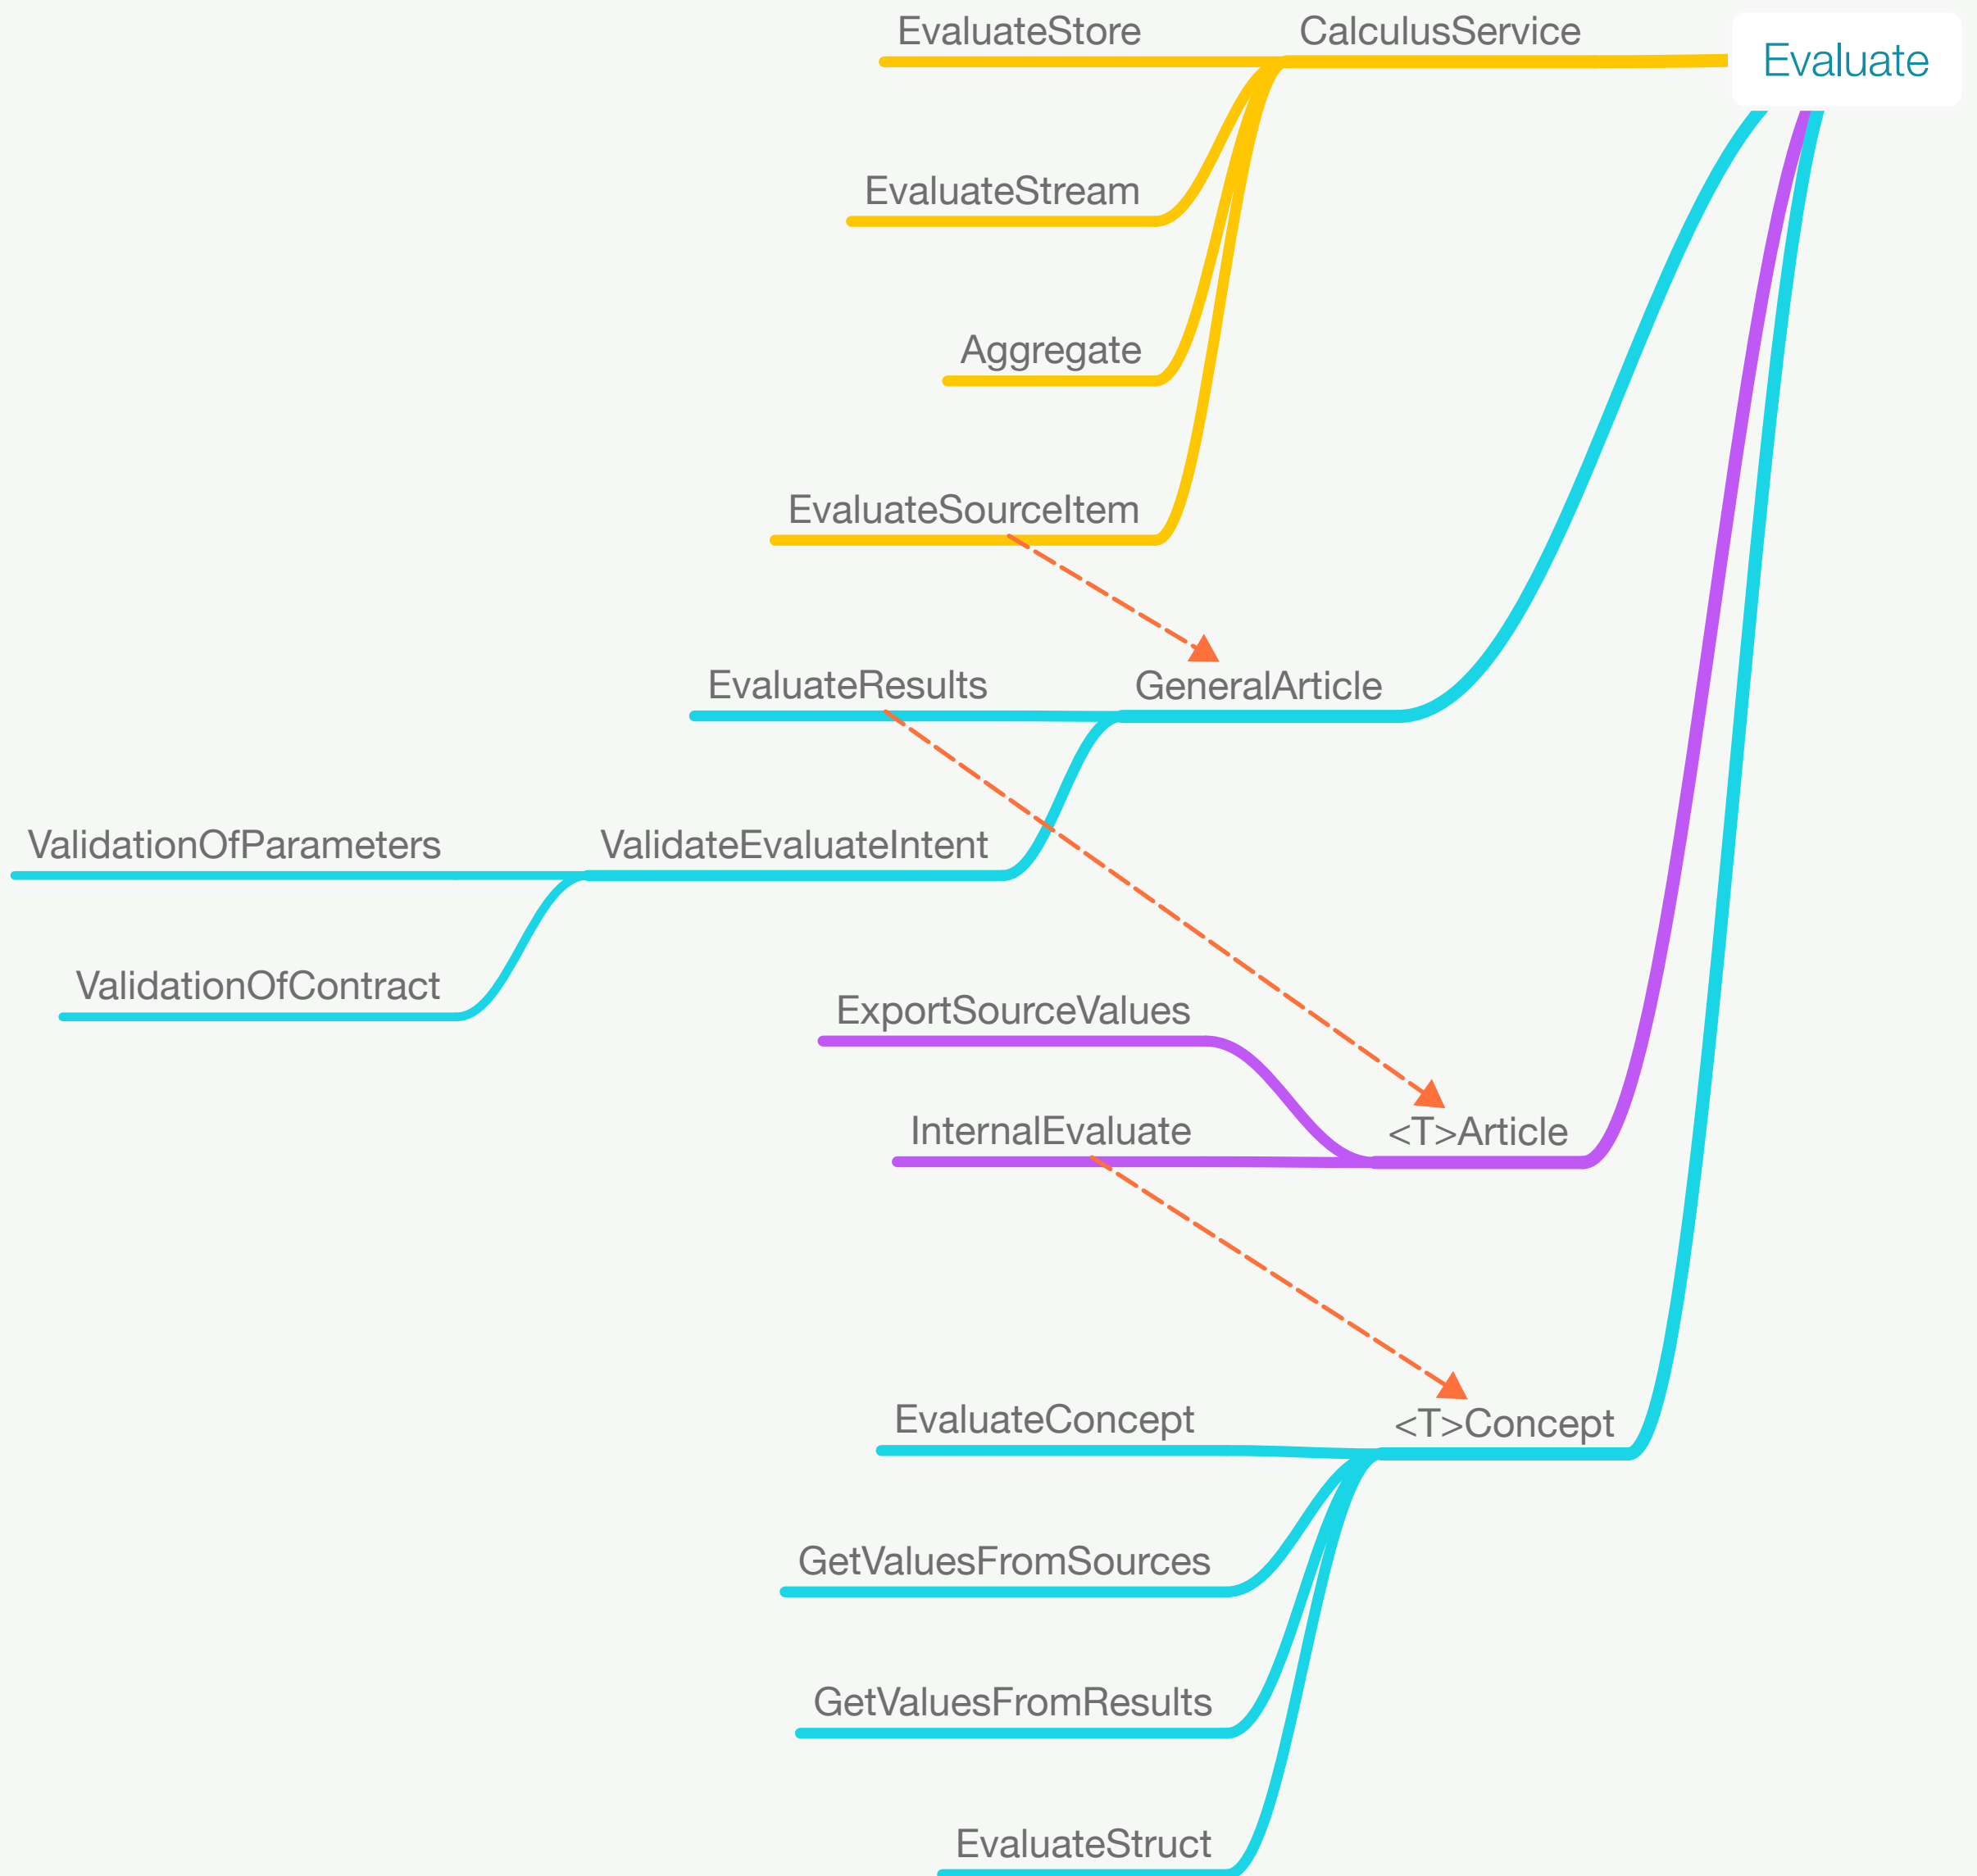 EvaluateStore
CalculusService
Evaluate
EvaluateStream
Aggregate
EvaluateSourceItem
EvaluateResults
GeneralArticle
ValidationOfParameters
ValidateEvaluateIntent
ValidationOfContract
ExportSourceValues
InternalEvaluate
<T>Article
EvaluateConcept
<T>Concept
GetValuesFromSources
GetValuesFromResults
EvaluateStruct